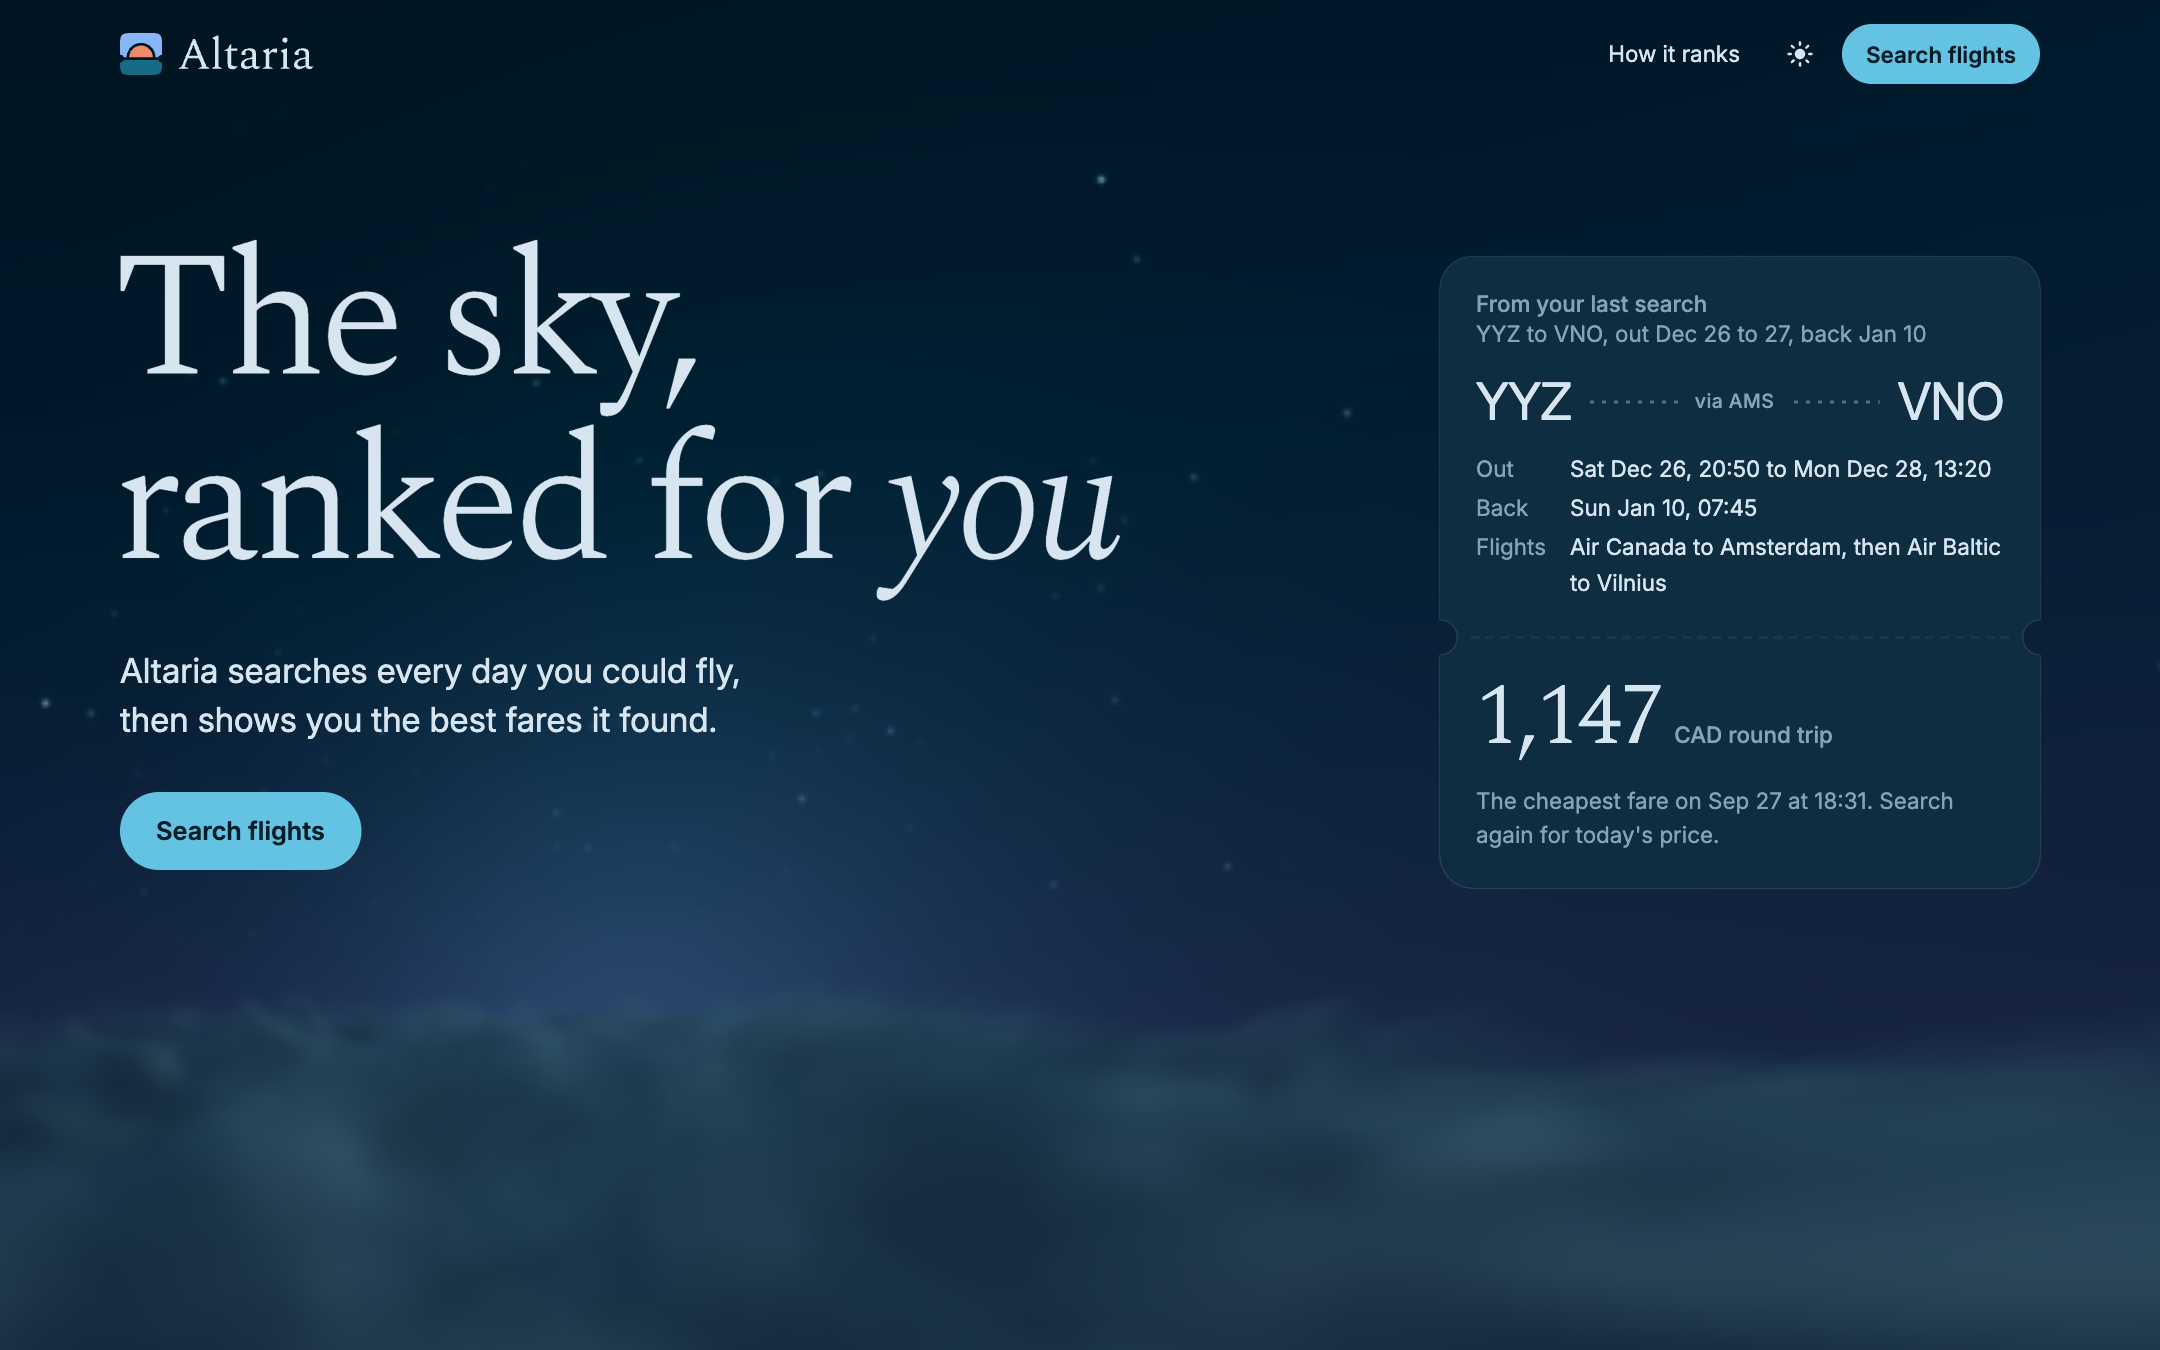 Altaria
How it ranks
Search flights
The sky,
ranked for you
Altaria searches every day you could fly,
then shows you the best fares it found.
Search flights
From your last search
YYZ to VNO, out Dec 26 to 27, back Jan 10
YYZ via AMS VNO
Out Sat Dec 26, 20:50 to Mon Dec 28, 13:20
Back Sun Jan 10, 07:45
Flights Air Canada to Amsterdam, then Air Baltic
to Vilnius
1,147 CAD round trip
The cheapest fare on Sep 27 at 18:31. Search
again for today's price.